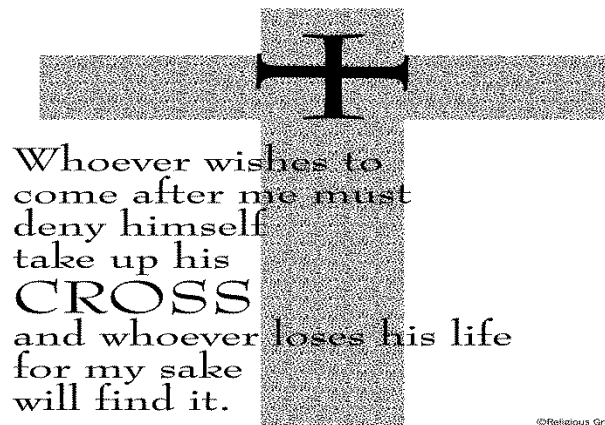 Whoever wishes to
come after me must
deny himself
take up his
CROSS
and whoever loses his life
for my sake
will find it.
©Religious